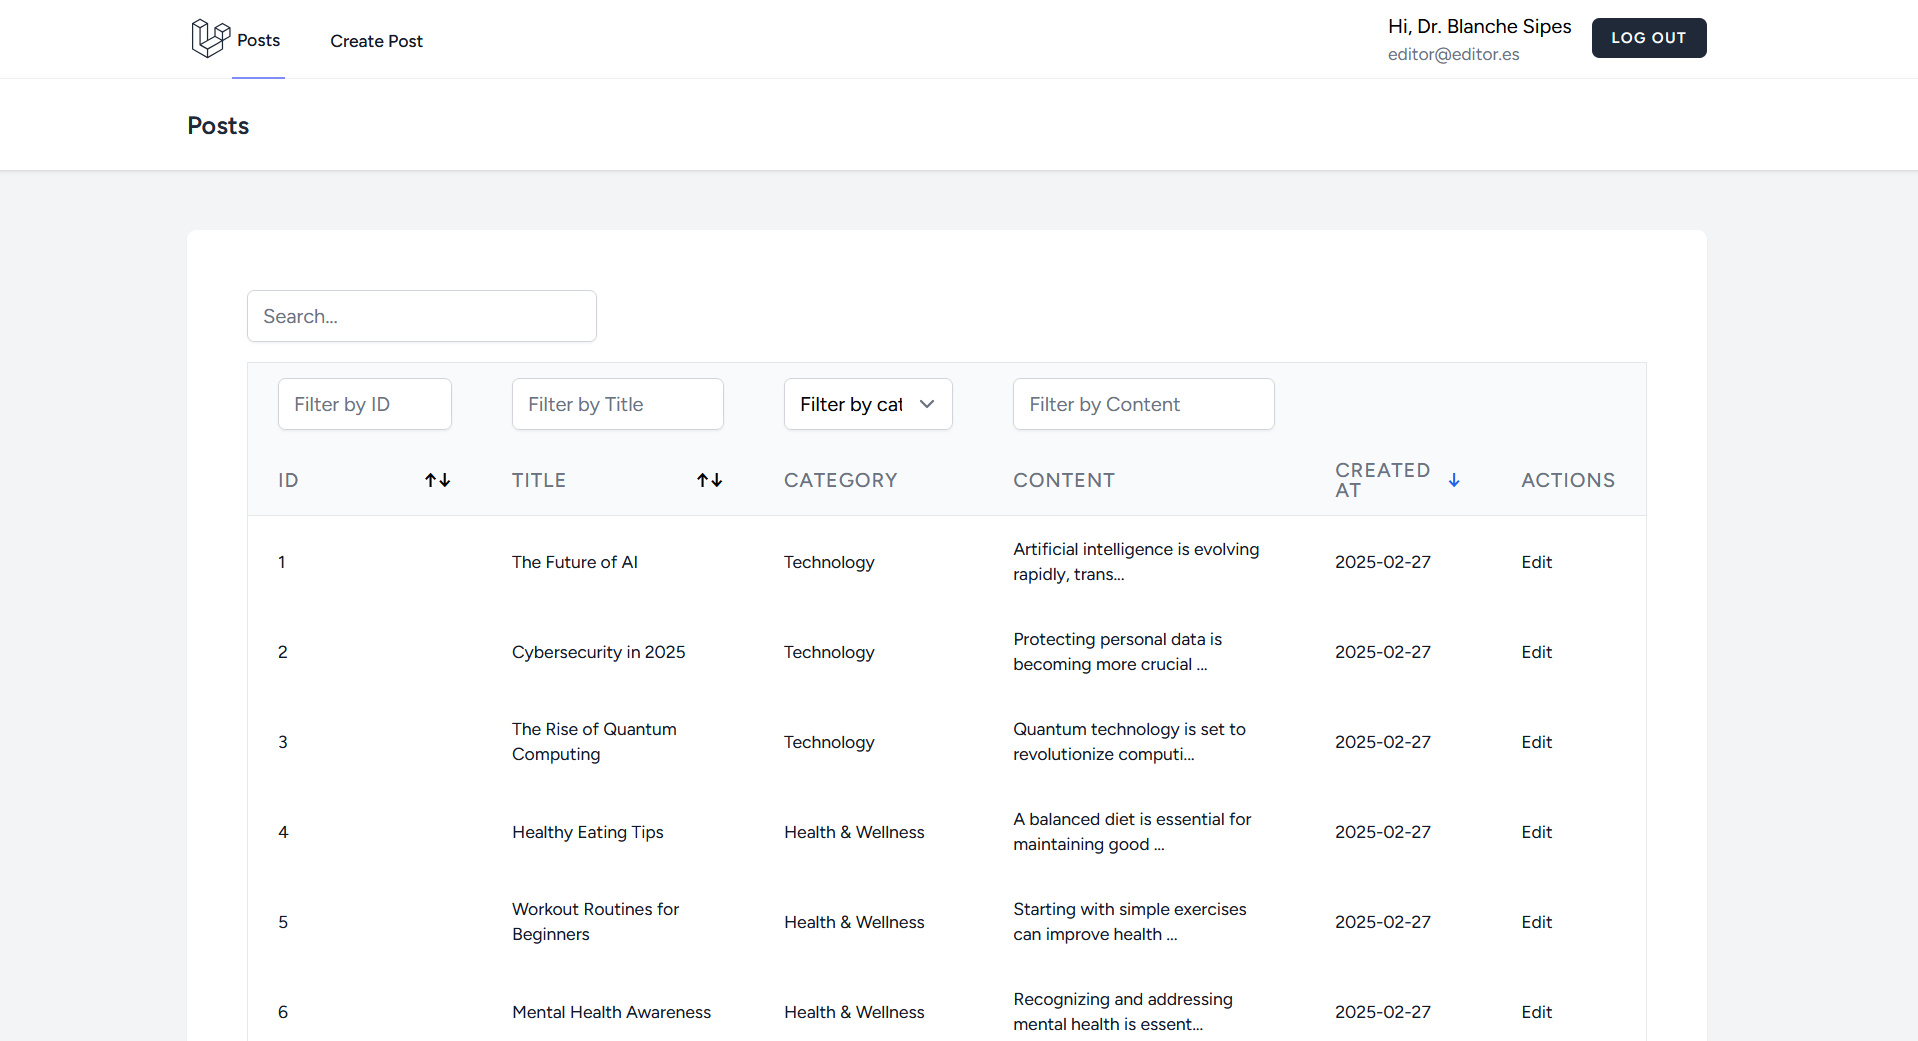 Posts
Create Post
Hi, Dr. Blanche Sipes
editor@editor.es
LOG OUT
Posts
Search...
Filter by ID
Filter by Title
Filter by cat
Filter by Content
ID
TITLE
CATEGORY
CONTENT
CREATED
AT
ACTIONS
1
The Future of AI
Technology
Artificial intelligence is evolving
rapidly, trans...
2025-02-27
Edit
2
Cybersecurity in 2025
Technology
Protecting personal data is
becoming more crucial ...
2025-02-27
Edit
3
The Rise of Quantum
Computing
Technology
Quantum technology is set to
revolutionize computi...
2025-02-27
Edit
4
Healthy Eating Tips
Health & Wellness
A balanced diet is essential for
maintaining good ...
2025-02-27
Edit
5
Workout Routines for
Beginners
Health & Wellness
Starting with simple exercises
can improve health ...
2025-02-27
Edit
6
Mental Health Awareness
Health & Wellness
Recognizing and addressing
mental health is essent...
2025-02-27
Edit